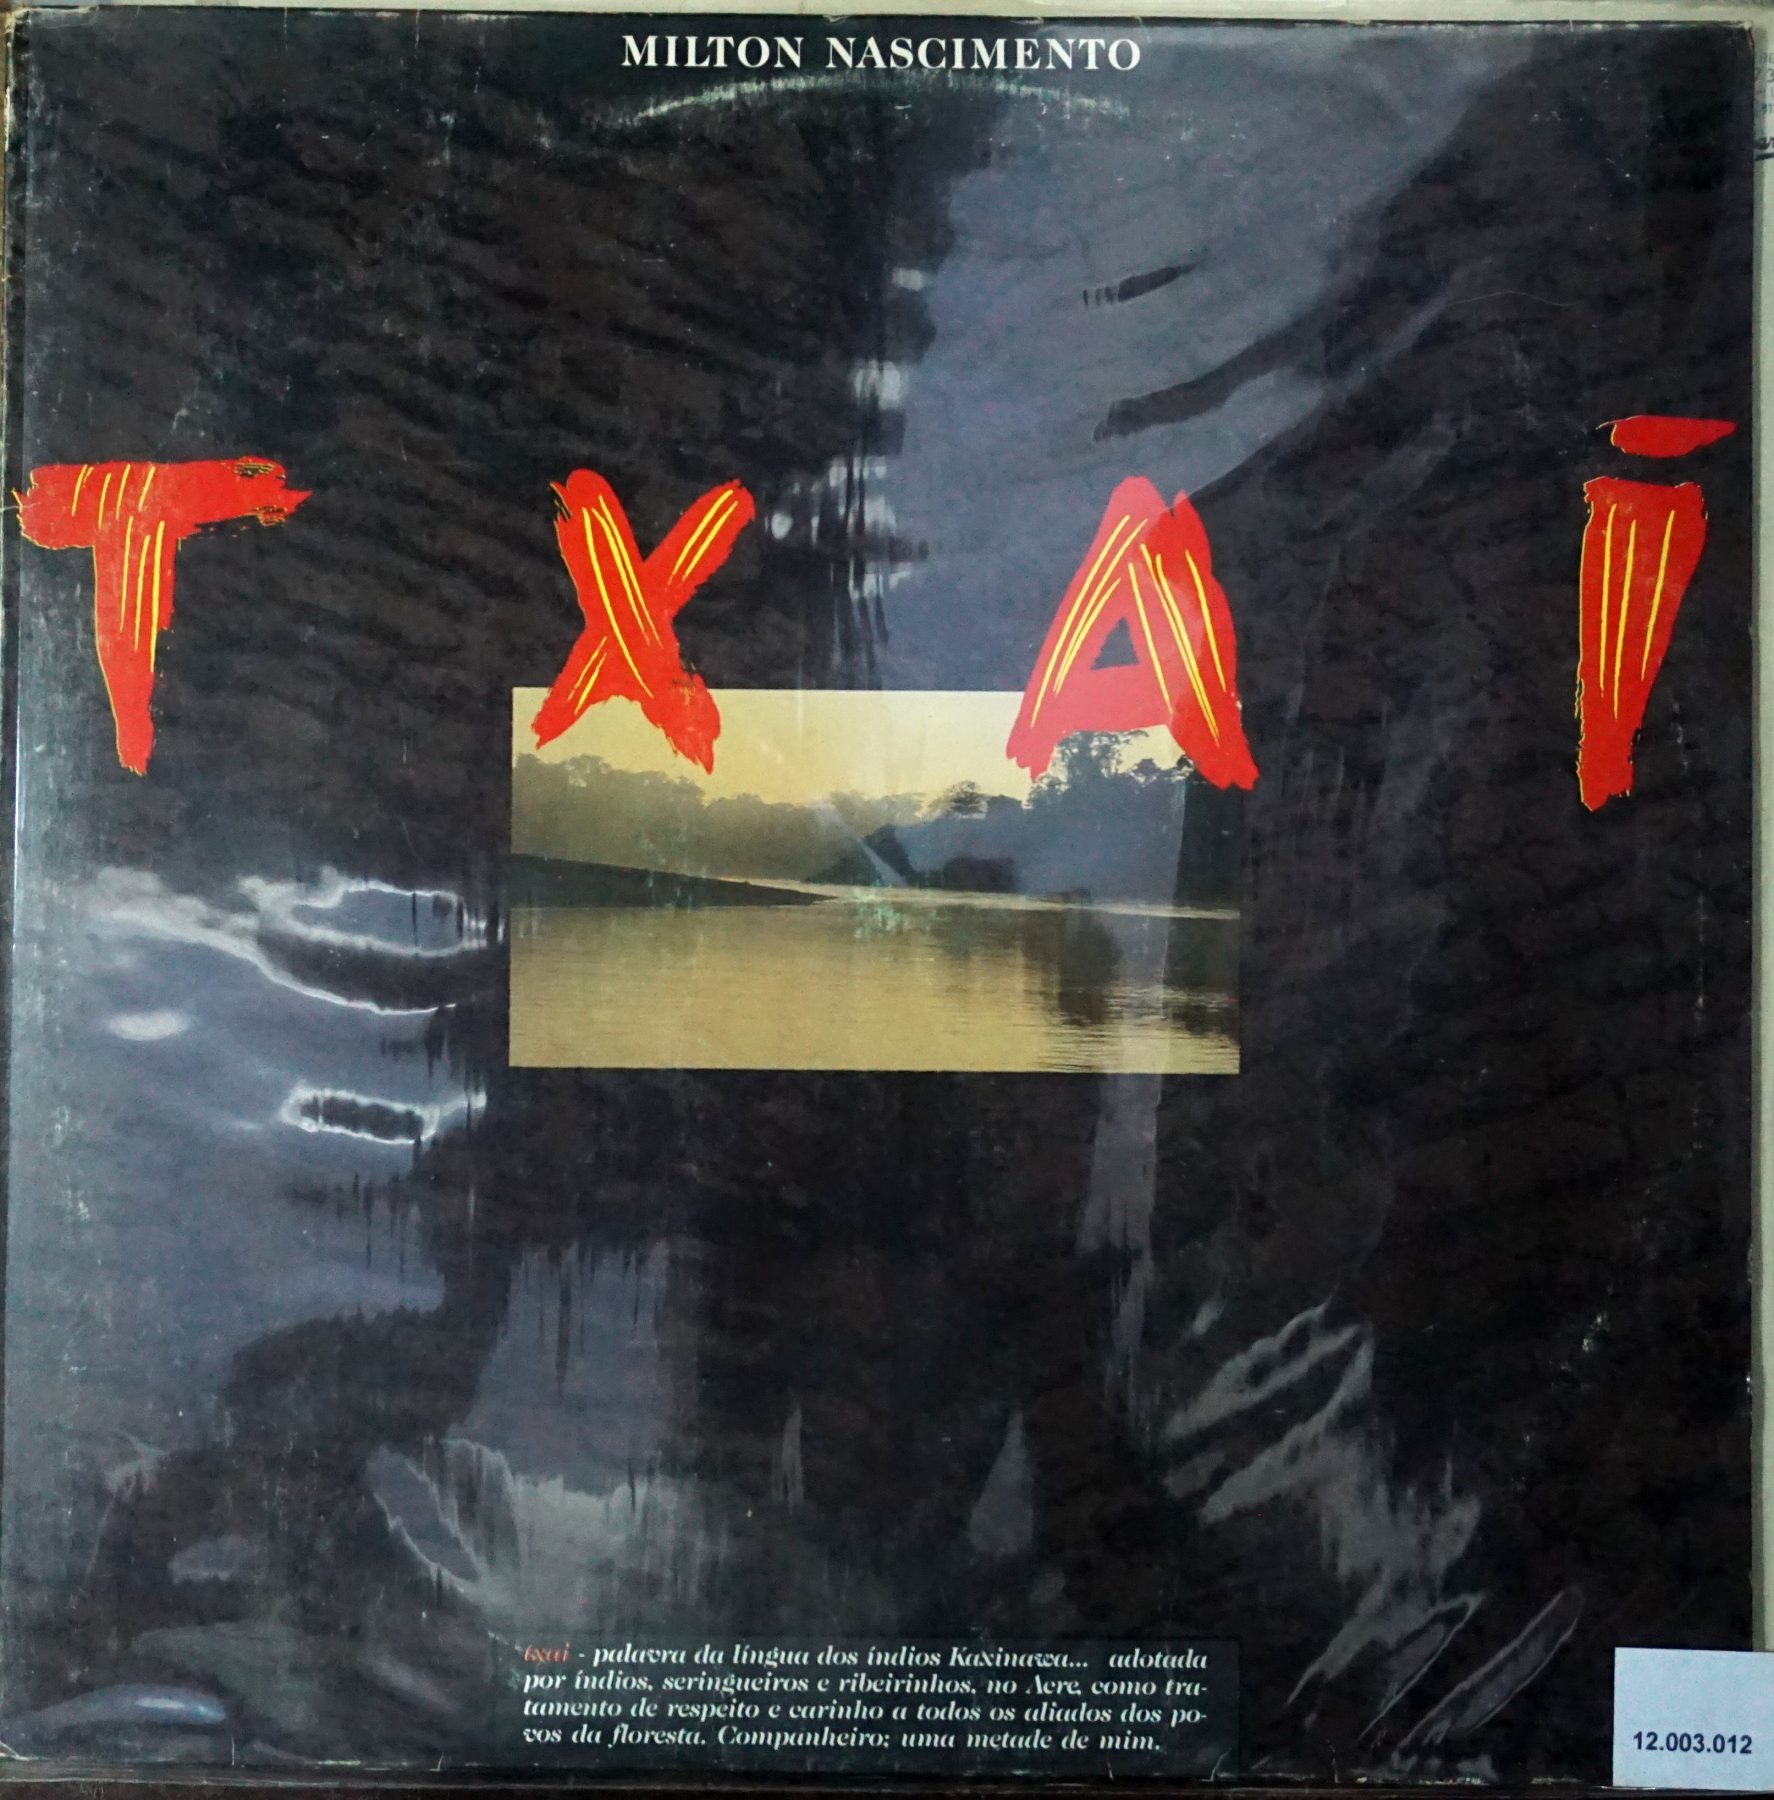 MILTON NASCIMENTO
TXAI
txai - palavra da língua dos índios Kaxinawa... adotada
por índios, seringueiros e ribeirinhos, no Acre, como tra-
tamento de respeito e carinho a todos os aliados dos po-
vos da floresta. Companheiro; uma metade de mim.
12.003.012